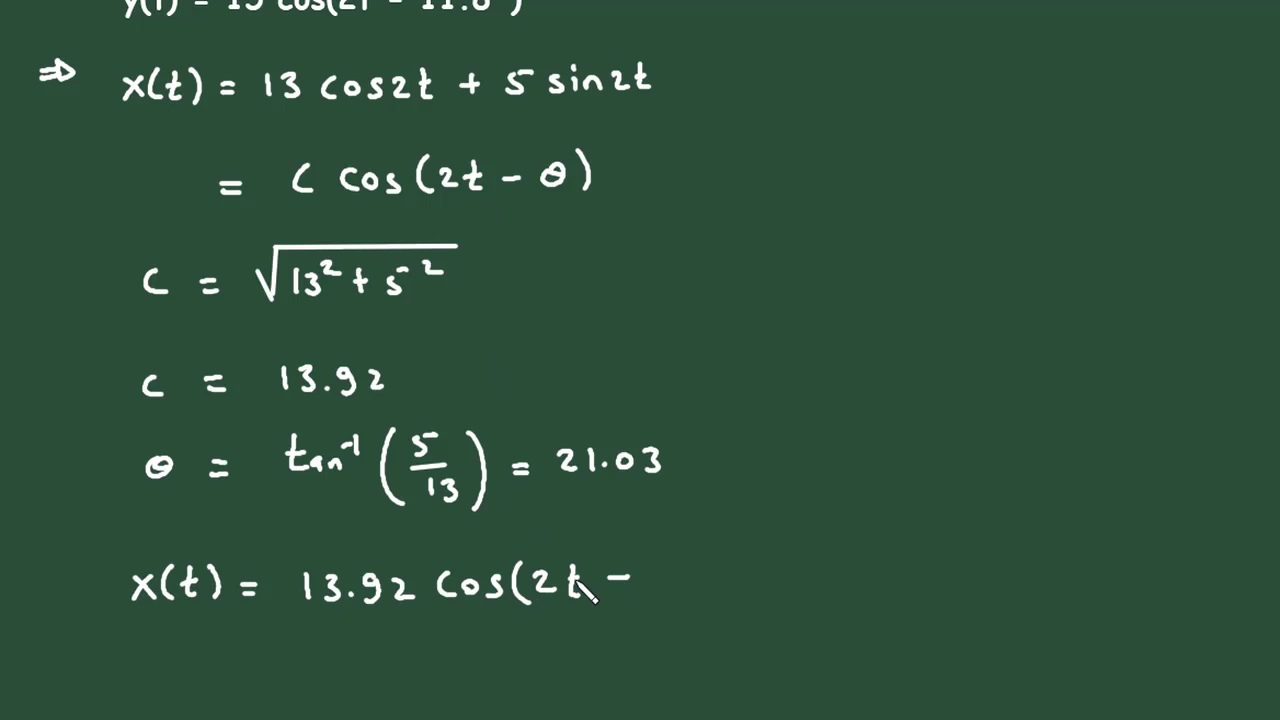 ⇒ x(t) = 13 cos2t + 5 sin2t
= C cos(2t - θ)
C = √13² + 5²
C = 13.92
θ = tan⁻¹ (5/13) = 21.03
x(t) = 13.92 cos(2t -